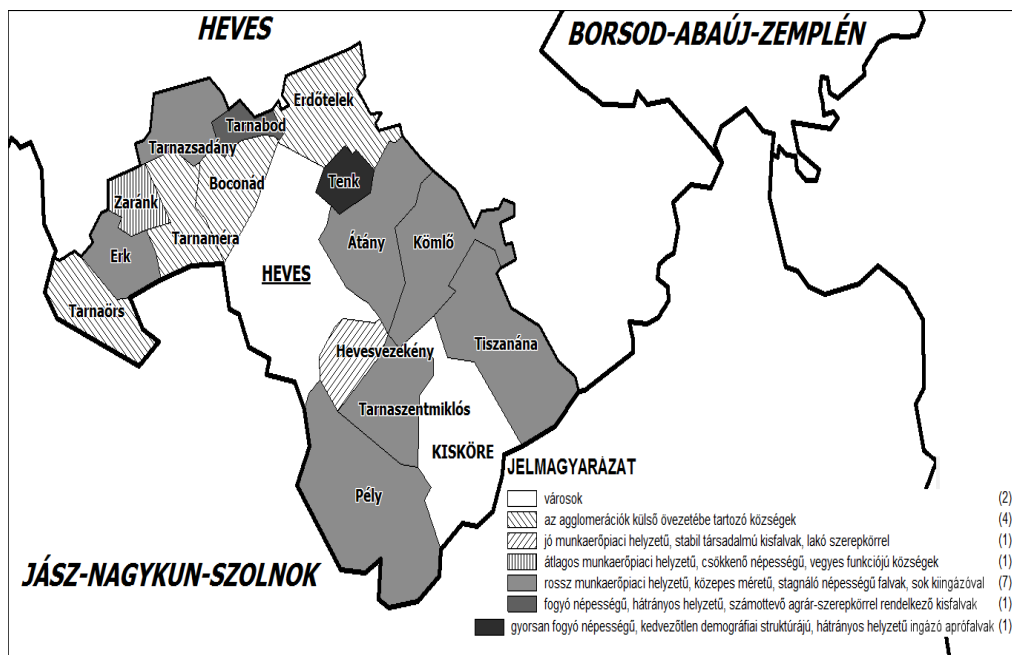 HEVES
BORSOD-ABAÚJ-ZEMPLÉN
Erdőtelek
Tarnabod
Tarnazsadány
Tenk
Boconád
Zaránk
Átány
Kömlő
Tarnaméra
Erk
HEVES
Tarnaörs
Tiszanána
Hevesvezekény
Tarnaszentmiklós
KISKÖRE
Pély
JÁSZ-NAGYKUN-SZOLNOK
JELMAGYARÁZAT
városok (2)
az agglomerációk külső övezetébe tartozó községek (4)
jó munkaerőpiaci helyzetű, stabil társadalmú kisfalvak, lakó szerepkörrel (1)
átlagos munkaerőpiaci helyzetű, csökkenő népességű, vegyes funkciójú községek (1)
rossz munkaerőpiaci helyzetű, közepes méretű, stagnáló népességű falvak, sok kiingázóval (7)
fogyó népességű, hátrányos helyzetű, számottevő agrár-szerepkörrel rendelkező kisfalvak (1)
gyorsan fogyó népességű, kedvezőtlen demográfiai struktúrájú, hátrányos helyzetű ingázó aprófalvak (1)